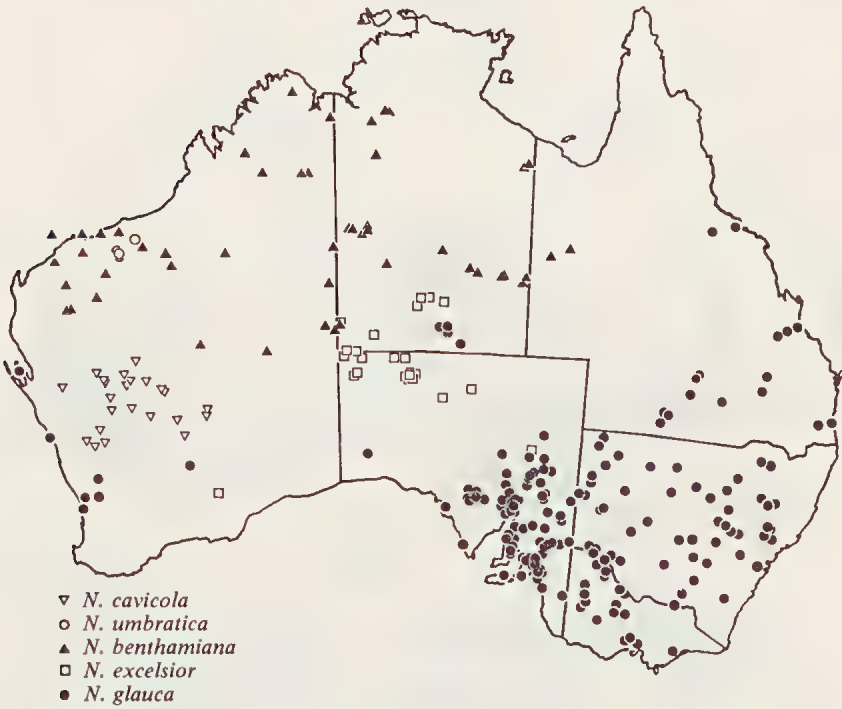 N. cavicola
N. umbratica
N. benthamiana
N. excelsior
N. glauca